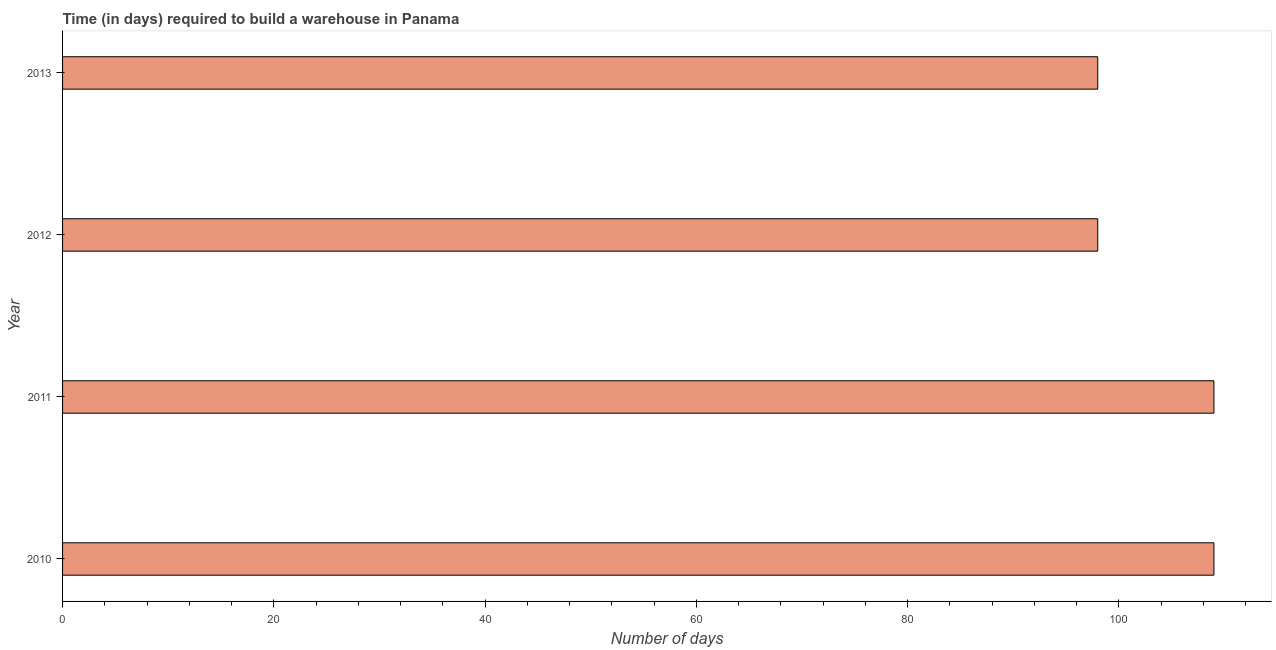 Time (in days) required to build a warehouse in Panama
2013
2012
2011
2010
Year
0 20 40 60 80 100
Number of days